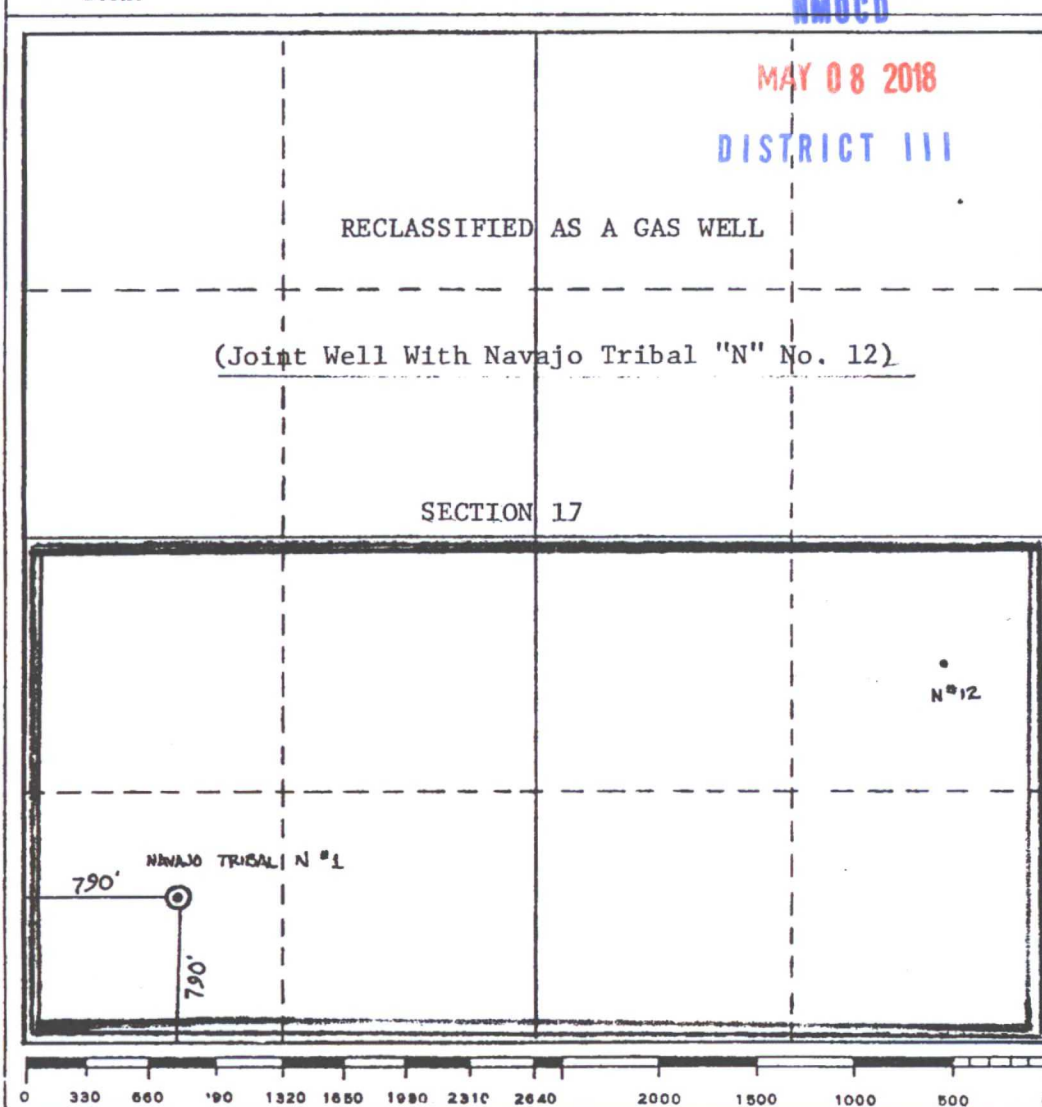 NMOCD
MAY 08 2018
DISTRICT III
RECLASSIFIED AS A GAS WELL
(Joint Well With Navajo Tribal "N" No. 12)
SECTION 17
N#12
NAVAJO TRIBAL N #1
790'
790'
0 330 660 '90 1320 1650 1980 2310 2640 2000 1500 1000 500